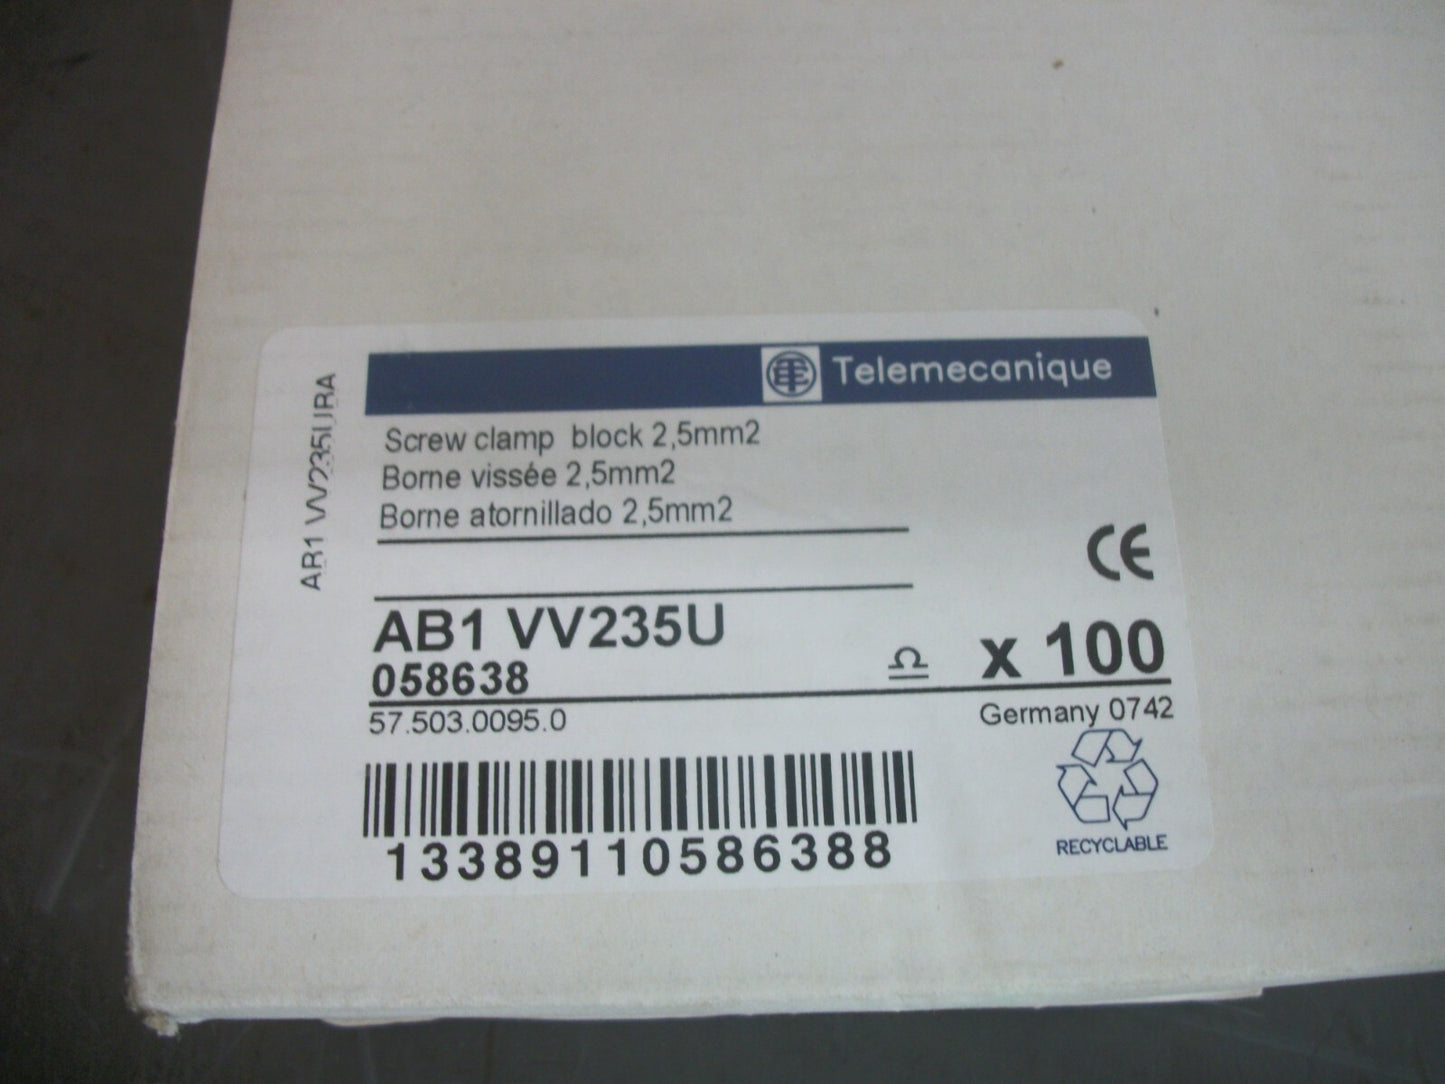 Telemecanique
Screw clamp block 2,5mm2
Borne vissée 2,5mm2
Borne atornillado 2,5mm2
CE
AB1 VV235U
058638
x 100
57.503.0095.0
Germany 0742
13389110586388
RECYCLABLE
AB1 VV235URA